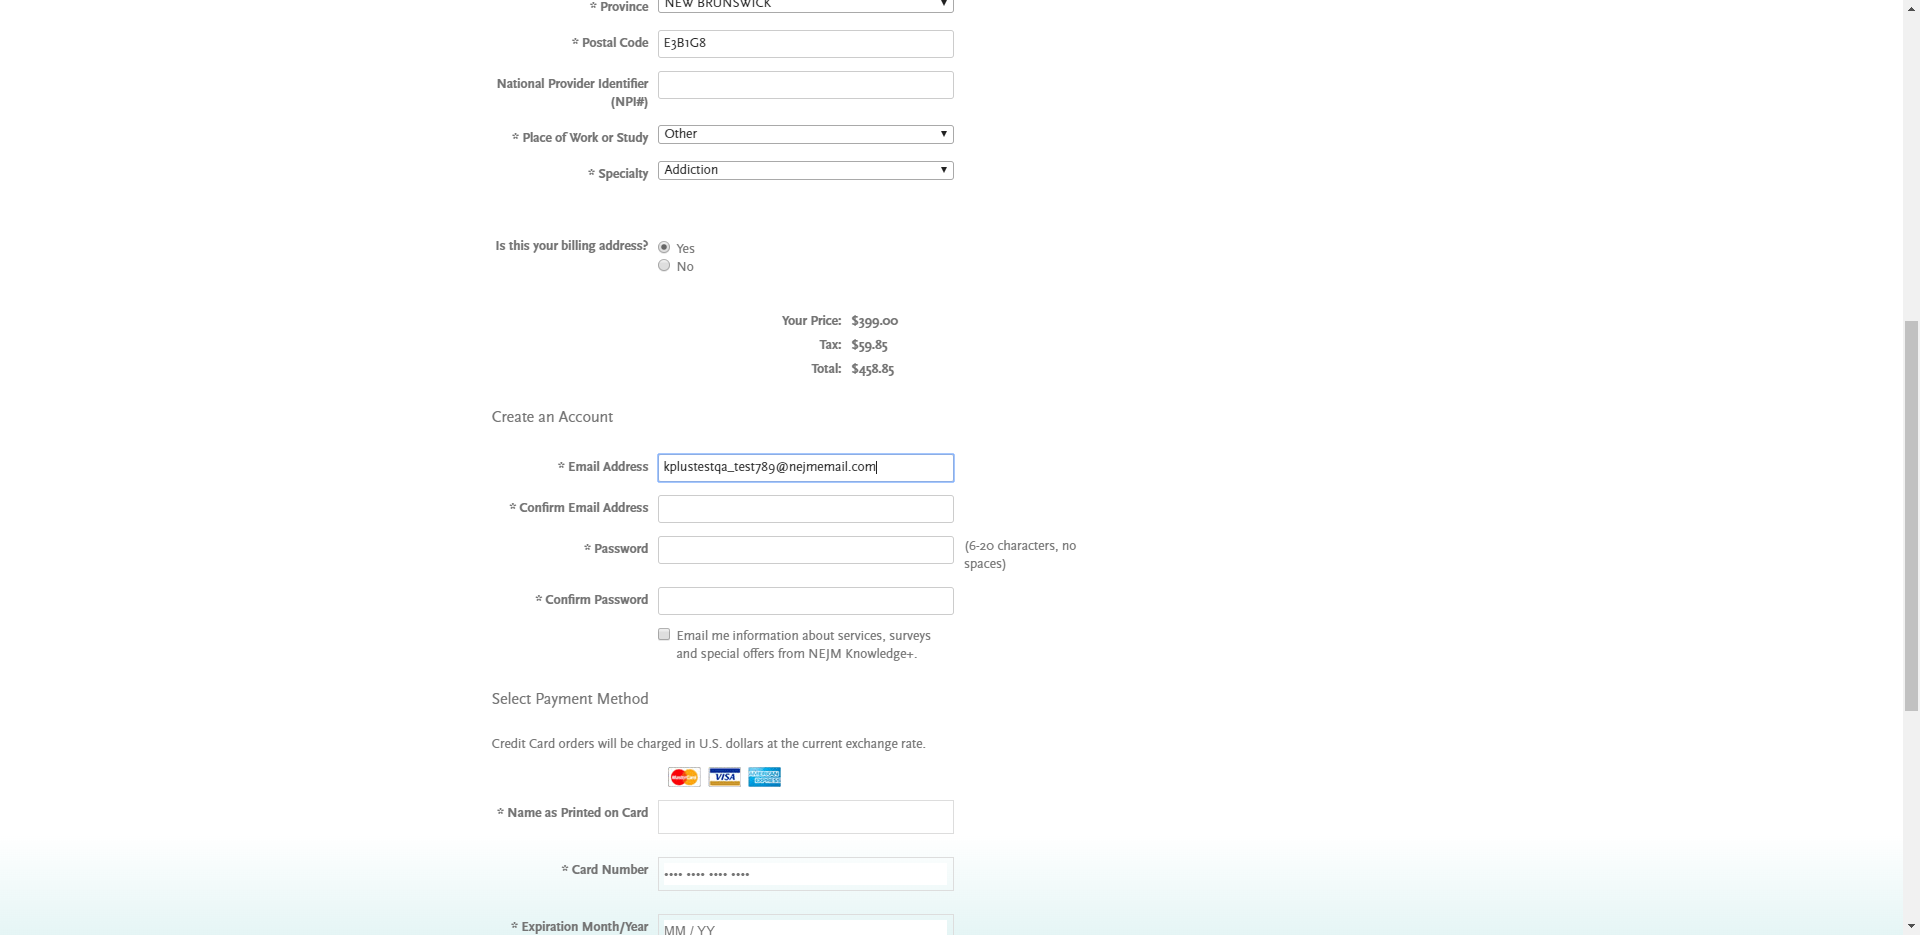 * Province NEW BRUNSWICK
* Postal Code E3B1G8
National Provider Identifier
(NPI#)
* Place of Work or Study Other
* Specialty Addiction
Is this your billing address? Yes
No
Your Price: $399.00
Tax: $59.85
Total: $458.85
Create an Account
* Email Address kplustestqa_test789@nejmemail.com
* Confirm Email Address
* Password (6-20 characters, no
spaces)
* Confirm Password
Email me information about services, surveys
and special offers from NEJM Knowledge+.
Select Payment Method
Credit Card orders will be charged in U.S. dollars at the current exchange rate.
MasterCard VISA AMERICAN EXPRESS
* Name as Printed on Card
* Card Number •••• •••• •••• ••••
* Expiration Month/Year MM / YY